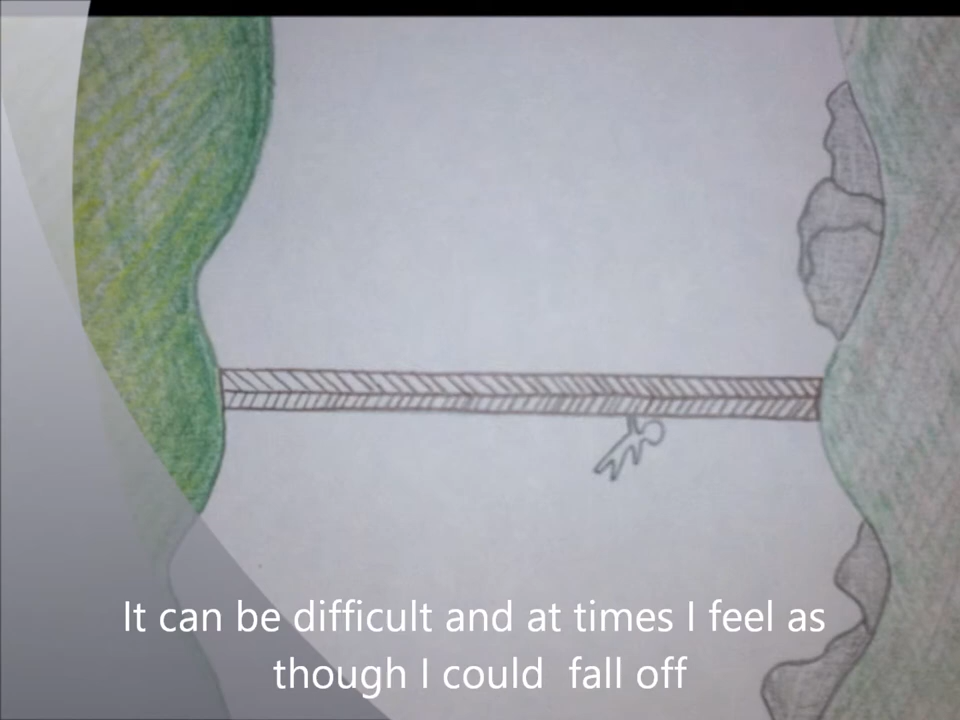 It can be difficult and at times I feel as
though I could  fall off